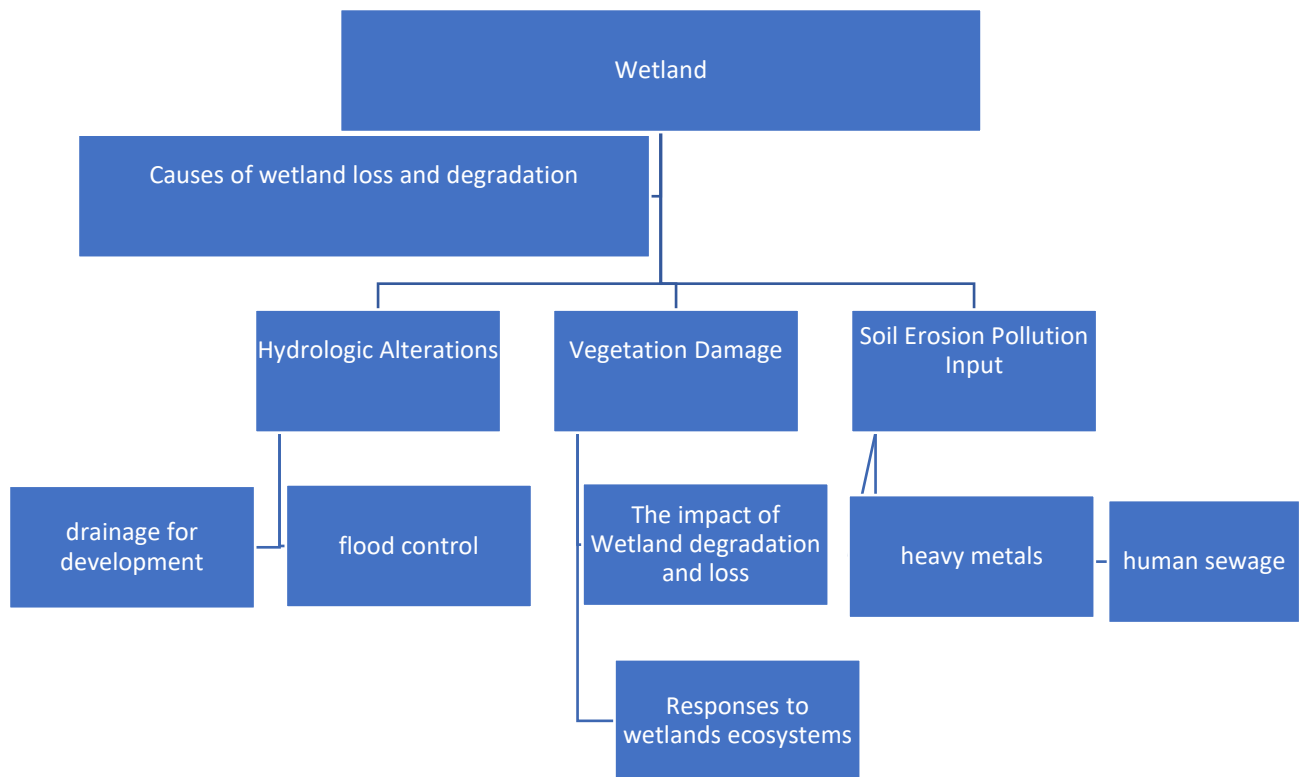 Wetland
Causes of wetland loss and degradation
Hydrologic Alterations
Vegetation Damage
Soil Erosion Pollution
Input
drainage for
development
flood control
The impact of
Wetland degradation
and loss
heavy metals
human sewage
Responses to
wetlands ecosystems